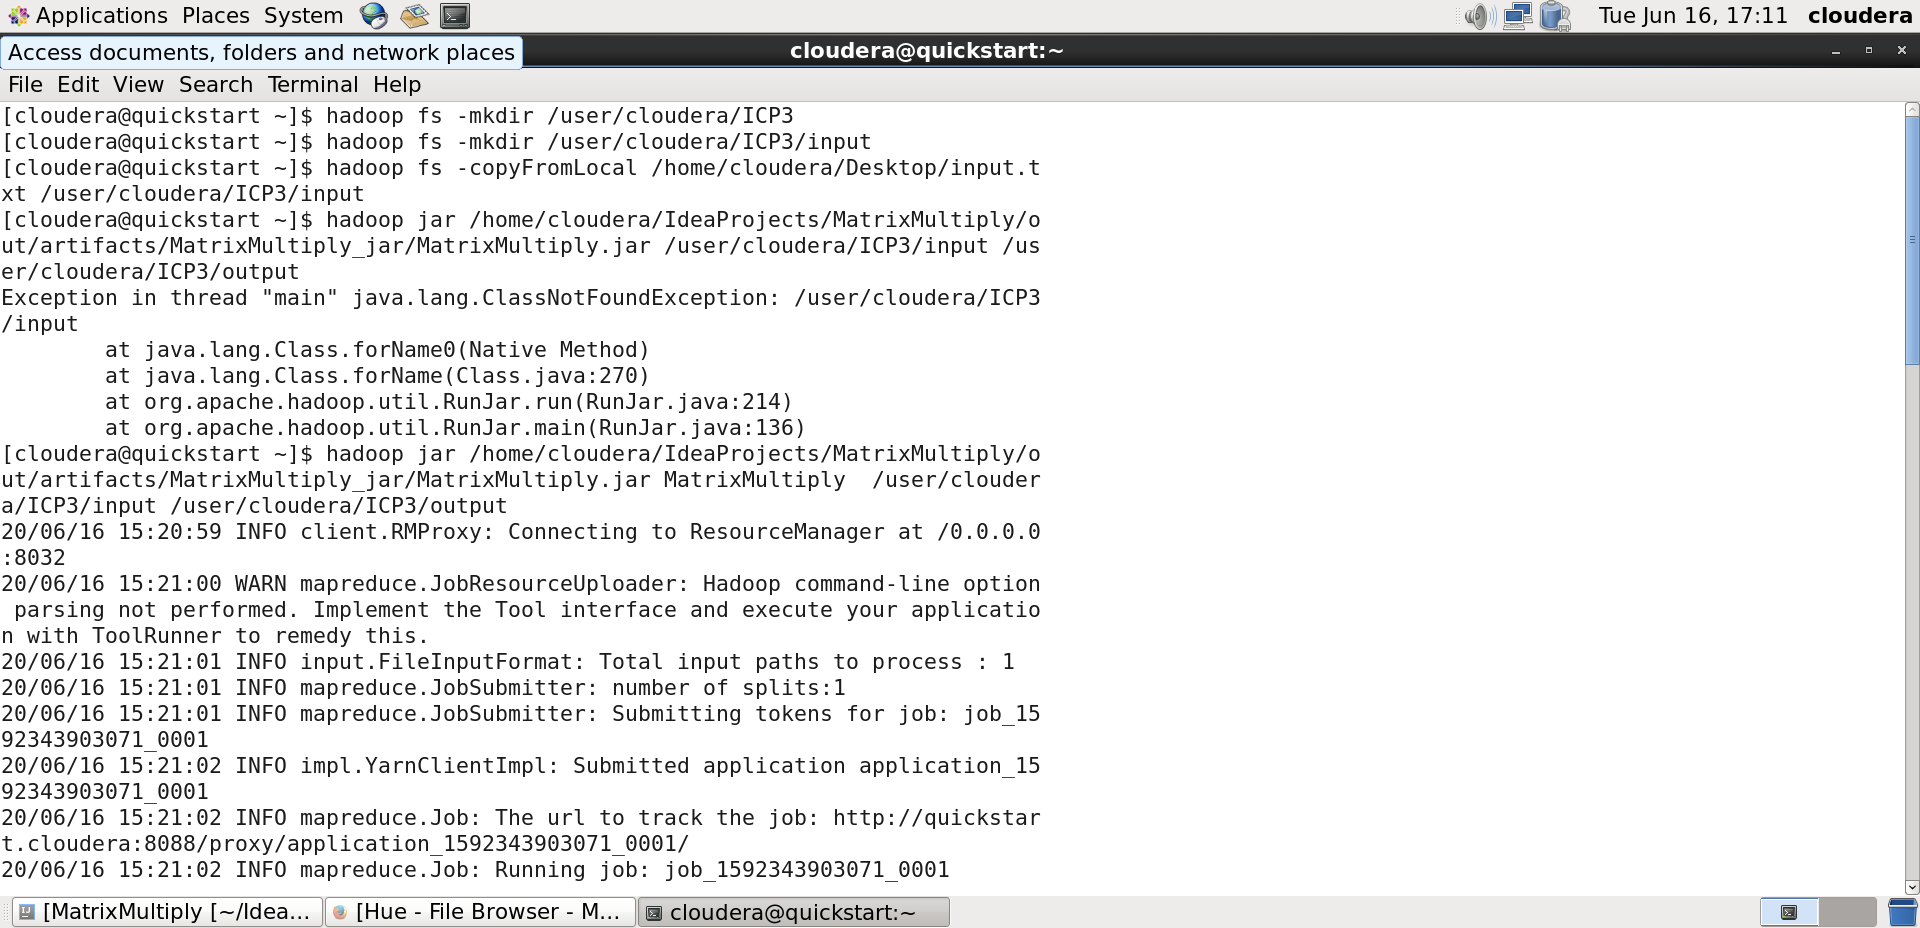 Applications Places System
Tue Jun 16, 17:11 cloudera
Access documents, folders and network places
cloudera@quickstart:~
File Edit View Search Terminal Help
[cloudera@quickstart ~]$ hadoop fs -mkdir /user/cloudera/ICP3
[cloudera@quickstart ~]$ hadoop fs -mkdir /user/cloudera/ICP3/input
[cloudera@quickstart ~]$ hadoop fs -copyFromLocal /home/cloudera/Desktop/input.t
xt /user/cloudera/ICP3/input
[cloudera@quickstart ~]$ hadoop jar /home/cloudera/IdeaProjects/MatrixMultiply/o
ut/artifacts/MatrixMultiply_jar/MatrixMultiply.jar /user/cloudera/ICP3/input /us
er/cloudera/ICP3/output
Exception in thread "main" java.lang.ClassNotFoundException: /user/cloudera/ICP3
/input
        at java.lang.Class.forName0(Native Method)
        at java.lang.Class.forName(Class.java:270)
        at org.apache.hadoop.util.RunJar.run(RunJar.java:214)
        at org.apache.hadoop.util.RunJar.main(RunJar.java:136)
[cloudera@quickstart ~]$ hadoop jar /home/cloudera/IdeaProjects/MatrixMultiply/o
ut/artifacts/MatrixMultiply_jar/MatrixMultiply.jar MatrixMultiply  /user/clouder
a/ICP3/input /user/cloudera/ICP3/output
20/06/16 15:20:59 INFO client.RMProxy: Connecting to ResourceManager at /0.0.0.0
:8032
20/06/16 15:21:00 WARN mapreduce.JobResourceUploader: Hadoop command-line option
 parsing not performed. Implement the Tool interface and execute your applicatio
n with ToolRunner to remedy this.
20/06/16 15:21:01 INFO input.FileInputFormat: Total input paths to process : 1
20/06/16 15:21:01 INFO mapreduce.JobSubmitter: number of splits:1
20/06/16 15:21:01 INFO mapreduce.JobSubmitter: Submitting tokens for job: job_15
92343903071_0001
20/06/16 15:21:02 INFO impl.YarnClientImpl: Submitted application application_15
92343903071_0001
20/06/16 15:21:02 INFO mapreduce.Job: The url to track the job: http://quickstar
t.cloudera:8088/proxy/application_1592343903071_0001/
20/06/16 15:21:02 INFO mapreduce.Job: Running job: job_1592343903071_0001
[MatrixMultiply [~/Idea... [Hue - File Browser - M... cloudera@quickstart:~